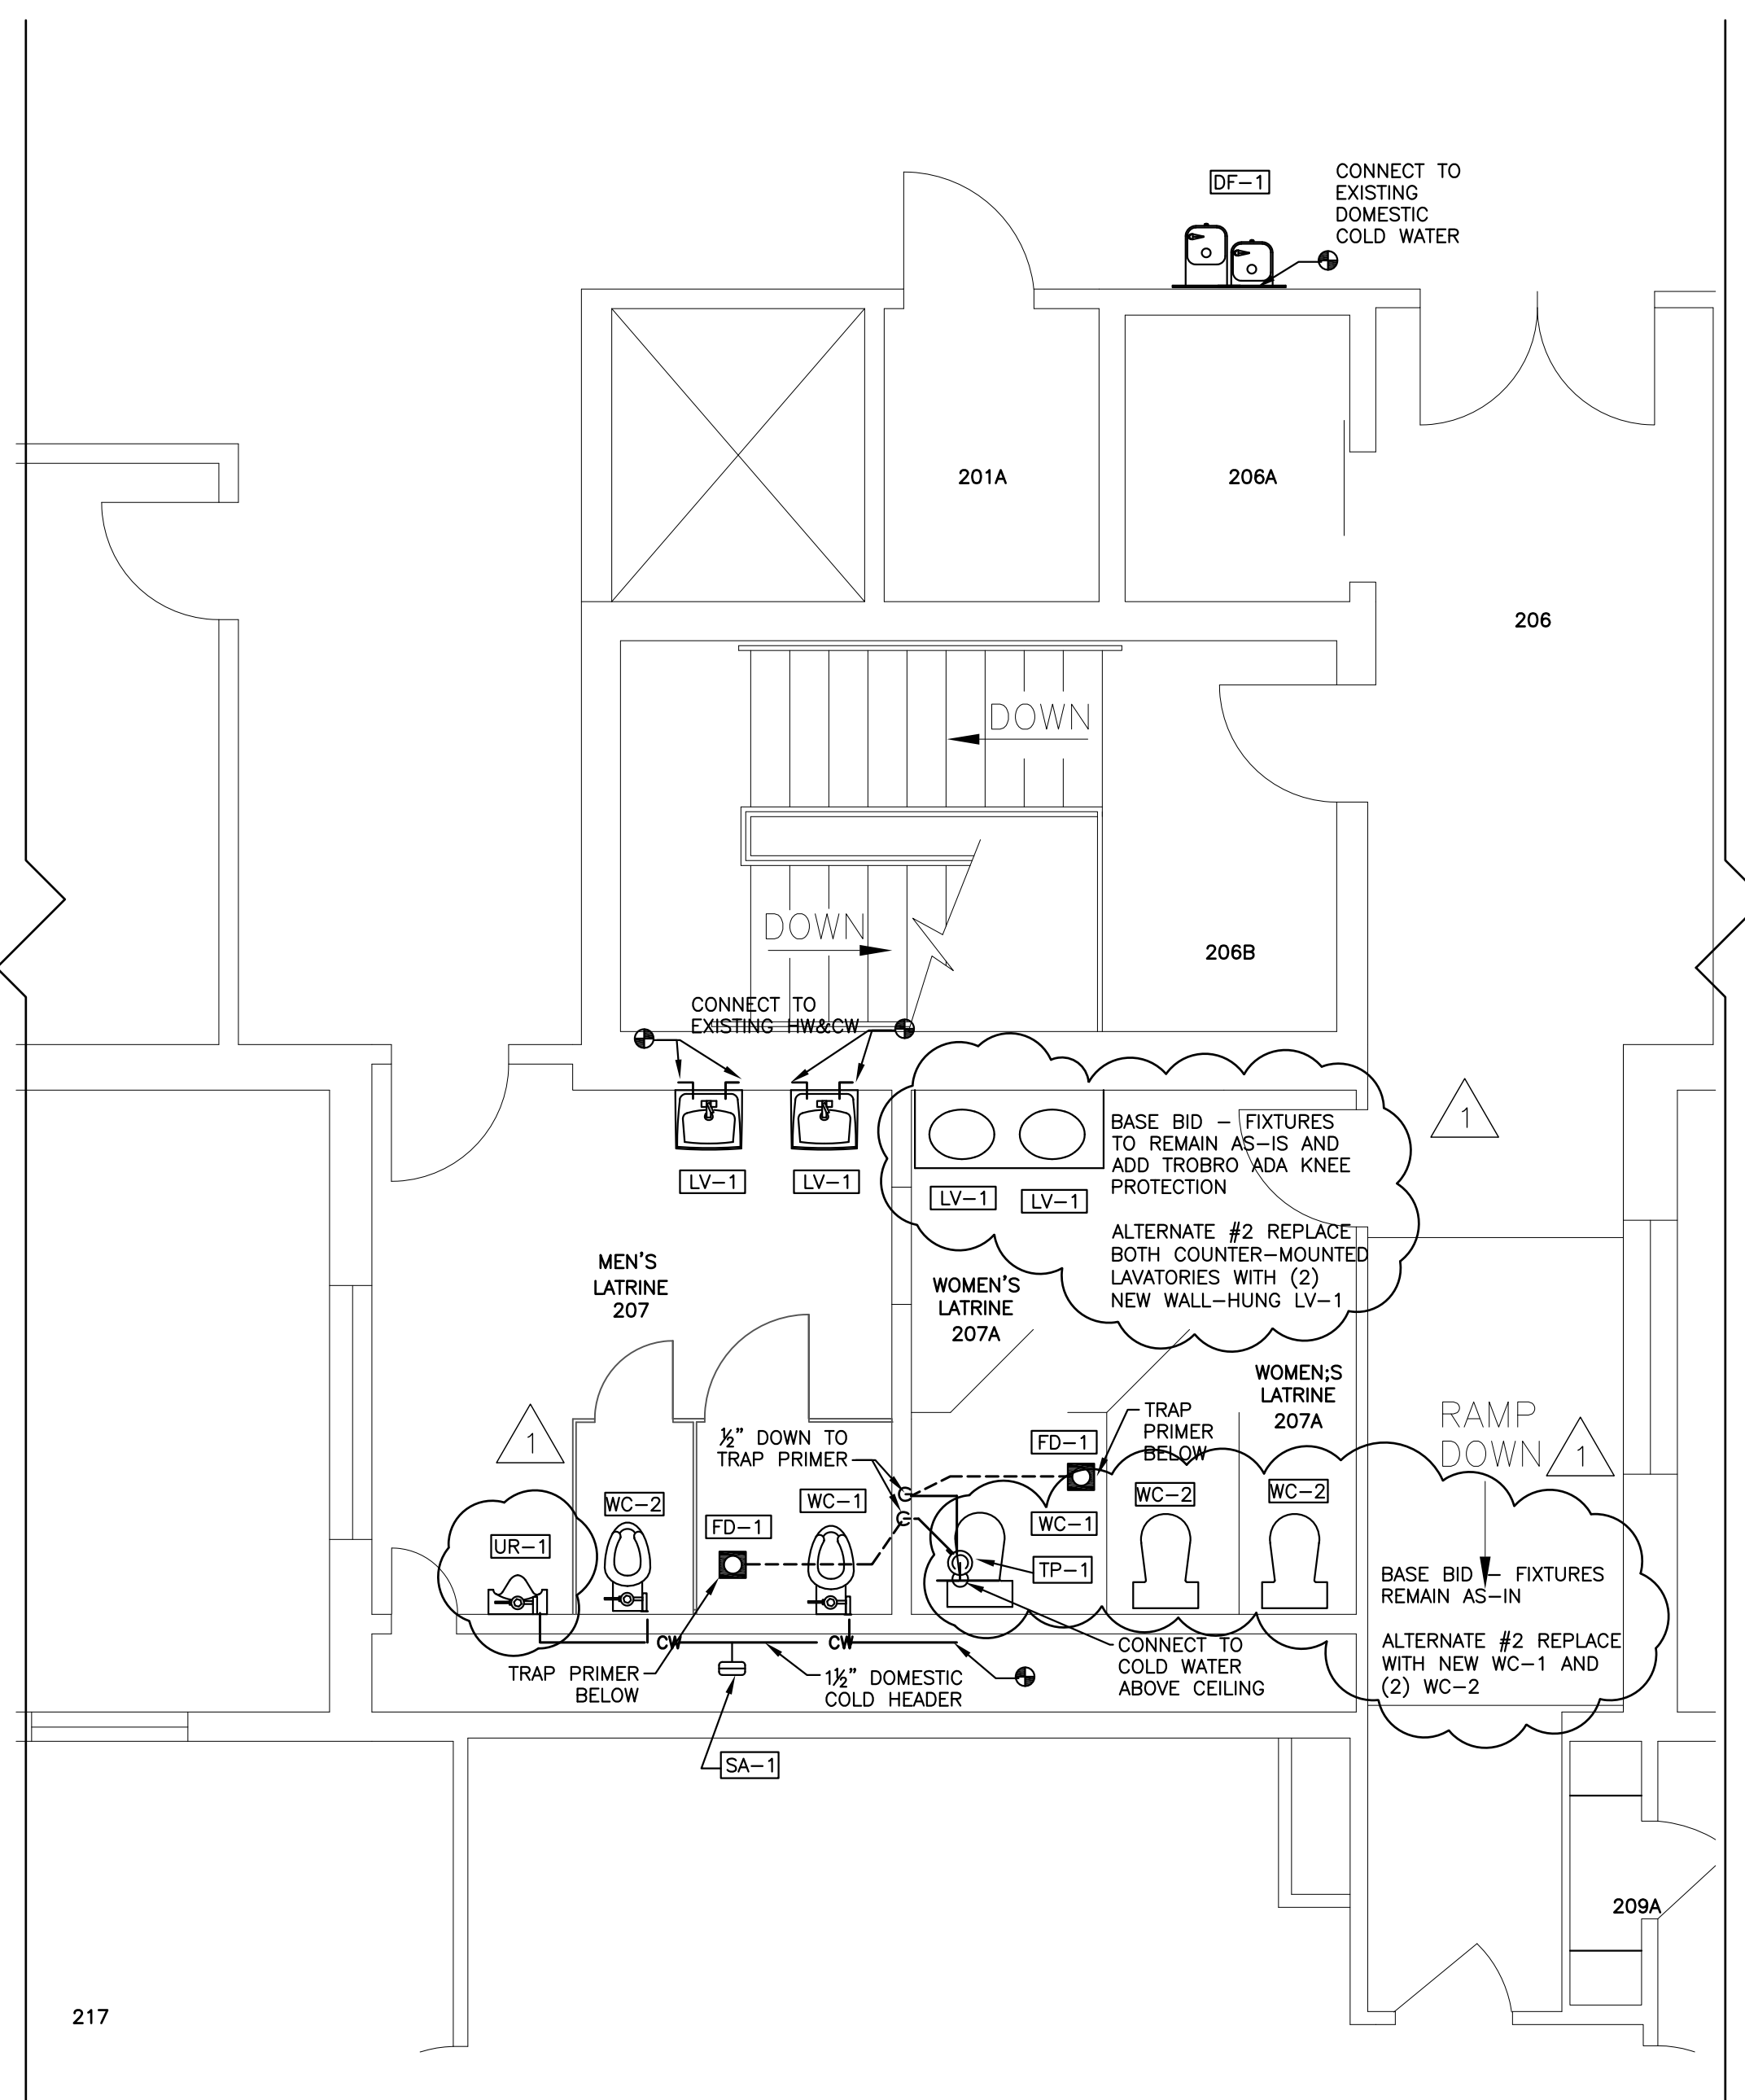 DF-1
CONNECT TO
EXISTING
DOMESTIC
COLD WATER
201A
206A
206
DOWN
DOWN
206B
CONNECT TO
EXISTING HW&CW
LV-1
LV-1
LV-1
LV-1
BASE BID - FIXTURES
TO REMAIN AS-IS AND
ADD TROBRO ADA KNEE
PROTECTION
ALTERNATE #2 REPLACE
BOTH COUNTER-MOUNTED
LAVATORIES WITH (2)
NEW WALL-HUNG LV-1
1
MEN'S
LATRINE
207
WOMEN'S
LATRINE
207A
WOMEN;S
LATRINE
207A
1
½" DOWN TO
TRAP PRIMER
FD-1
TRAP
PRIMER
BELOW
RAMP
DOWN
1
UR-1
WC-2
FD-1
WC-1
WC-1
WC-2
WC-2
TP-1
BASE BID - FIXTURES
REMAIN AS-IN
ALTERNATE #2 REPLACE
WITH NEW WC-1 AND
(2) WC-2
CW
CW
TRAP PRIMER
BELOW
1½" DOMESTIC
COLD HEADER
CONNECT TO
COLD WATER
ABOVE CEILING
SA-1
209A
217